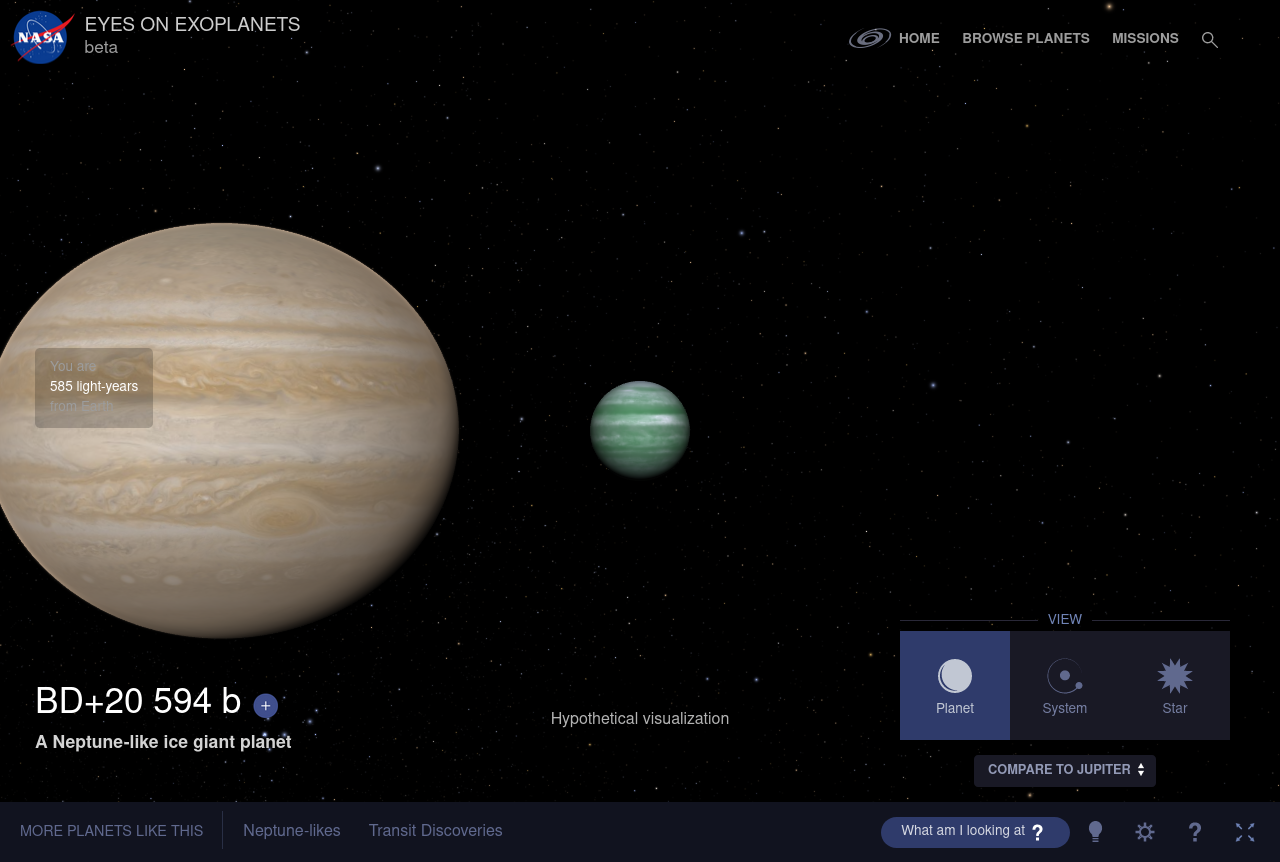 NASA
EYES ON EXOPLANETS
beta
HOME
BROWSE PLANETS
MISSIONS
You are
585 light-years
from Earth
BD+20 594 b
+
A Neptune-like ice giant planet
Hypothetical visualization
VIEW
Planet
System
Star
COMPARE TO JUPITER
MORE PLANETS LIKE THIS
Neptune-likes
Transit Discoveries
What am I looking at ?
?